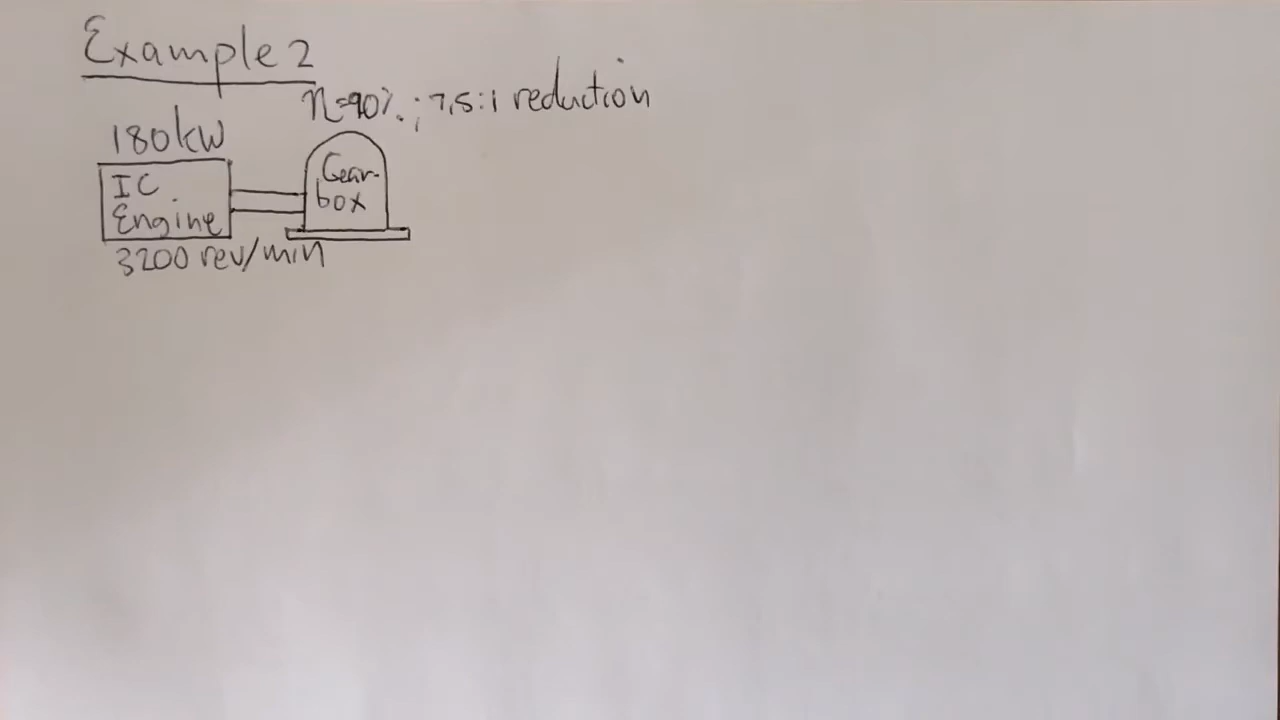 Example 2
η=90%.; 7,5:1 reduction
180kW
IC
Engine
Gear-
box
3200 rev/min